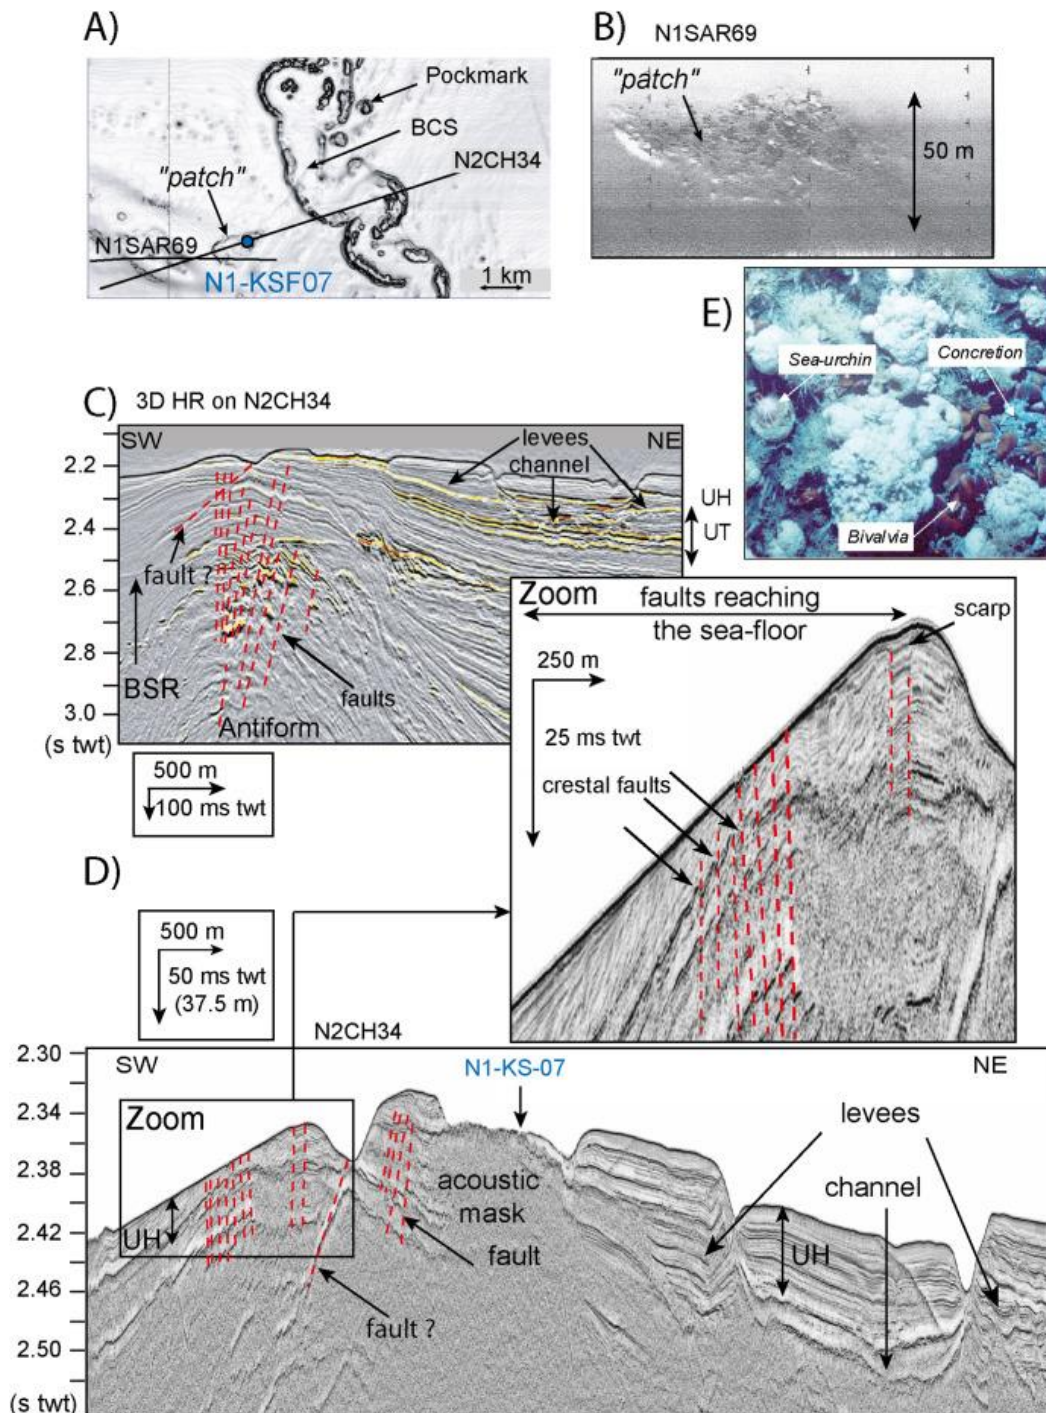 A)
Pockmark
BCS
N2CH34
"patch"
N1SAR69
N1-KSF07
1 km
B) N1SAR69
"patch"
50 m
E)
Sea-urchin
Concretion
Bivalvia
C) 3D HR on N2CH34
SW
NE
levees
channel
2.2
2.4
2.6
2.8
3.0
(s twt)
UH
UT
fault ?
BSR
faults
Antiform
500 m
100 ms twt
Zoom
faults reaching
the sea-floor
scarp
250 m
25 ms twt
crestal faults
D)
500 m
50 ms twt
(37.5 m)
N2CH34
2.30
2.34
2.38
2.42
2.46
2.50
(s twt)
SW
N1-KS-07
NE
Zoom
UH
acoustic
mask
fault
fault ?
levees
channel
UH